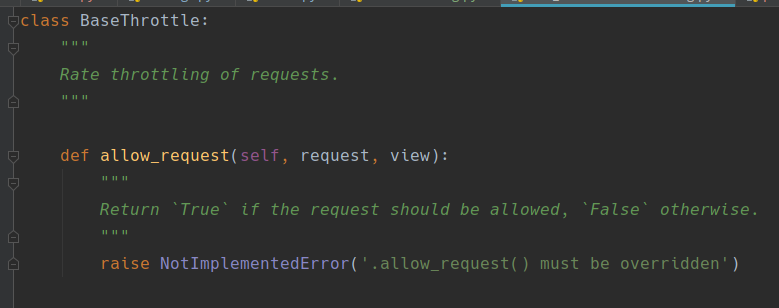 class BaseThrottle:
"""
Rate throttling of requests.
"""
def allow_request(self, request, view):
"""
Return `True` if the request should be allowed, `False` otherwise.
"""
raise NotImplementedError('.allow_request() must be overridden')